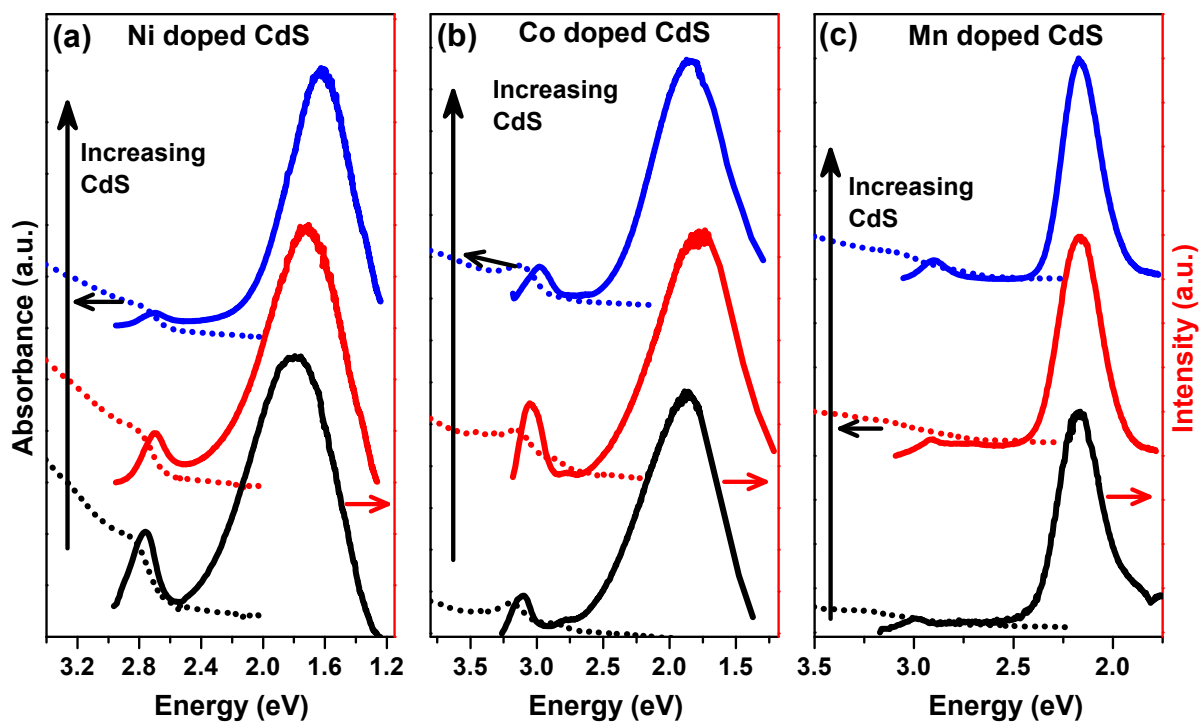 (a) Ni doped CdS
(b) Co doped CdS
(c) Mn doped CdS
Increasing
CdS
Increasing
CdS
Increasing
CdS
Absorbance (a.u.)
Intensity (a.u.)
3.2 2.8 2.4 2.0 1.6 1.2
3.5 3.0 2.5 2.0 1.5
3.5 3.0 2.5 2.0
Energy (eV)
Energy (eV)
Energy (eV)